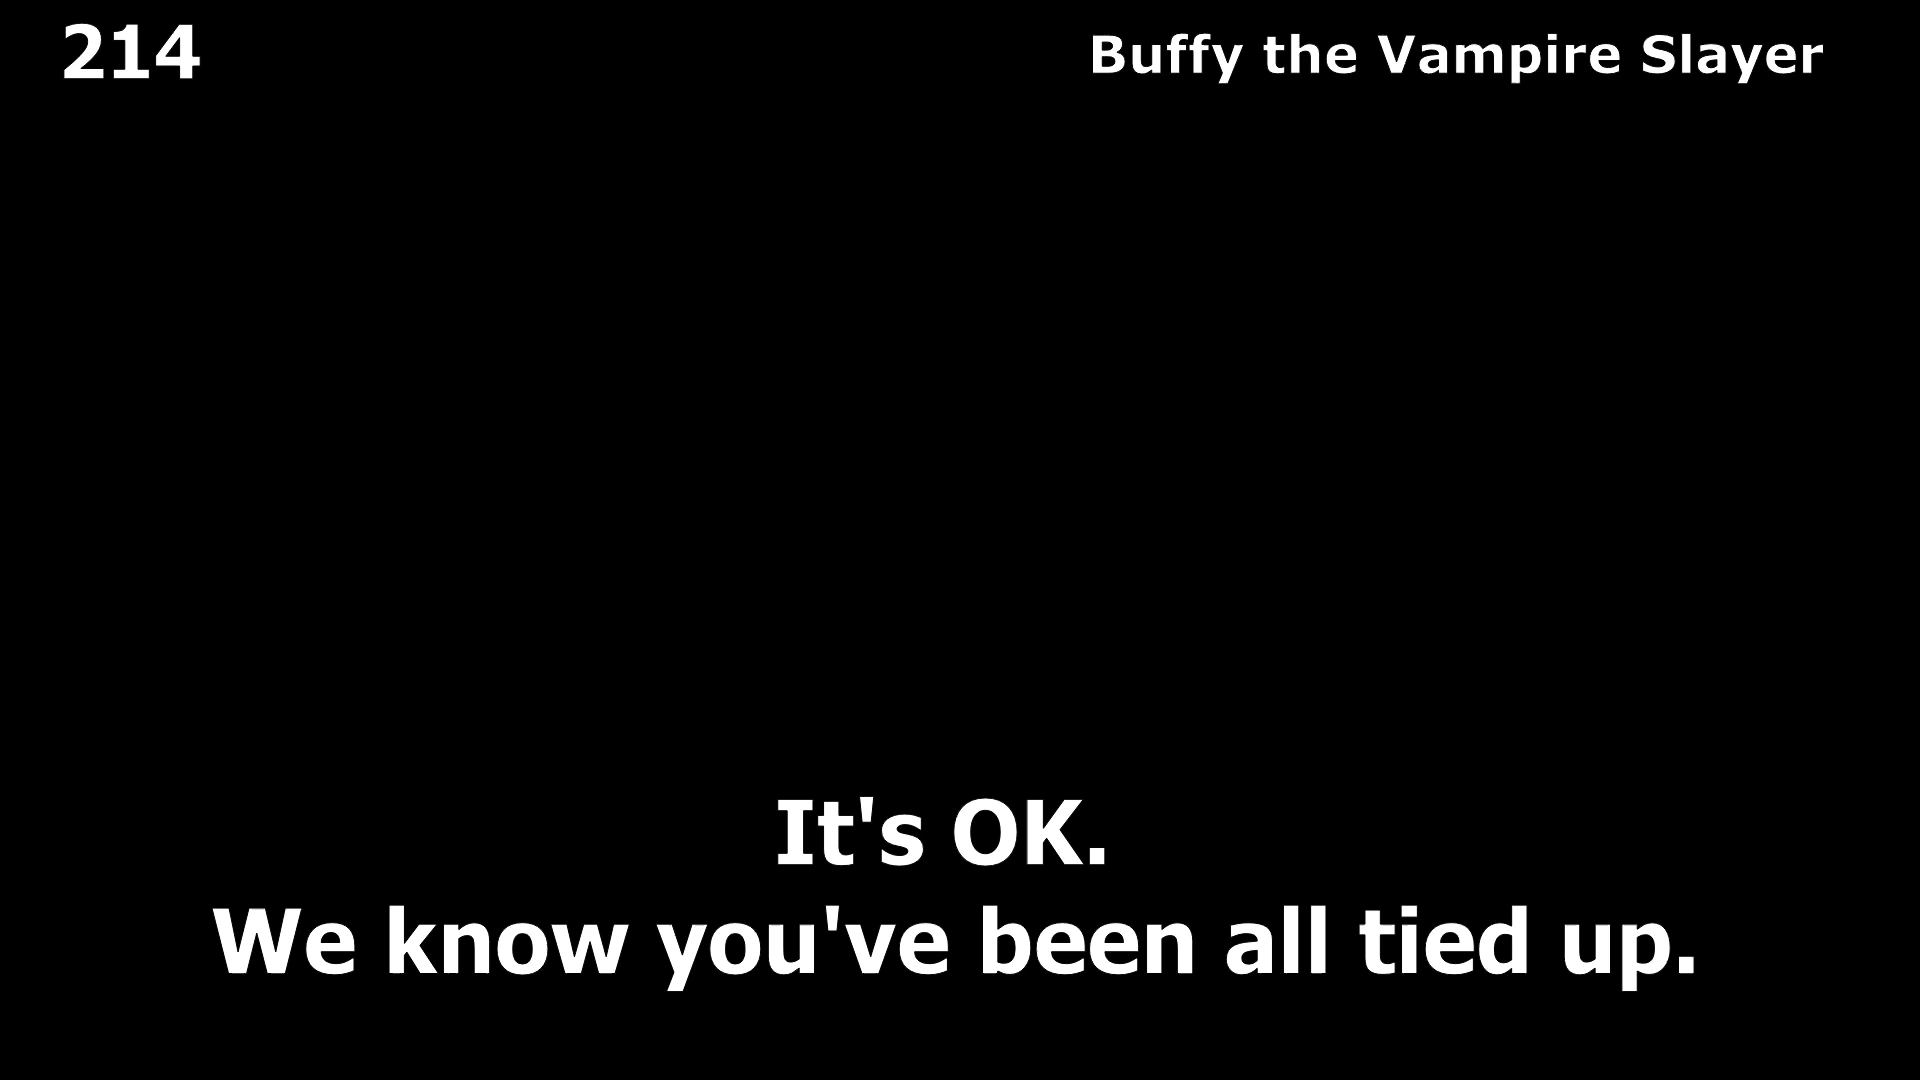 214
Buffy the Vampire Slayer
It's OK.
We know you've been all tied up.